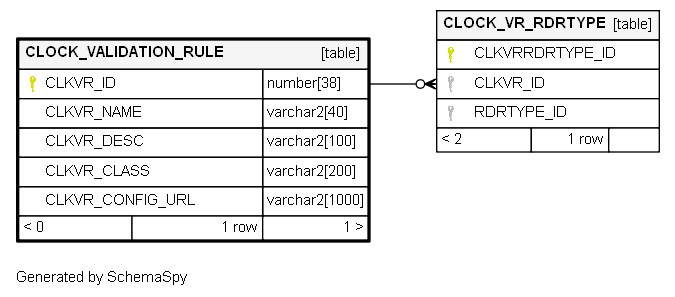 CLOCK_VALIDATION_RULE [table]
CLKVR_ID number[38]
CLKVR_NAME varchar2[40]
CLKVR_DESC varchar2[100]
CLKVR_CLASS varchar2[200]
CLKVR_CONFIG_URL varchar2[1000]
< 0 1 row 1 >
CLOCK_VR_RDRTYPE [table]
CLKVRRDRTYPE_ID
CLKVR_ID
RDRTYPE_ID
< 2 1 row
Generated by SchemaSpy